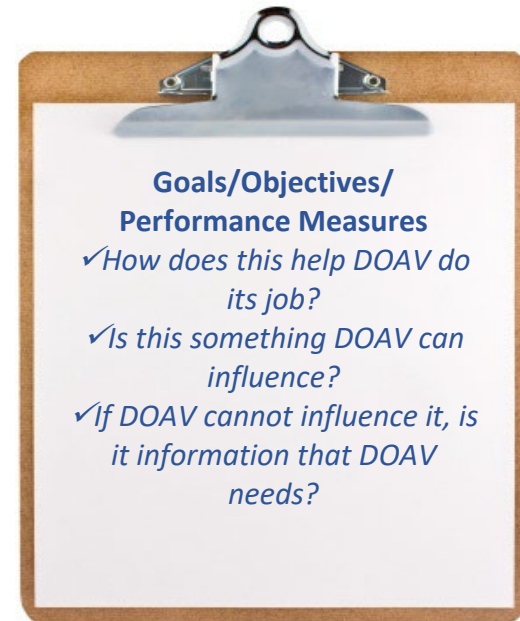 Goals/Objectives/
Performance Measures
✓How does this help DOAV do
its job?
✓Is this something DOAV can
influence?
✓If DOAV cannot influence it, is
it information that DOAV
needs?